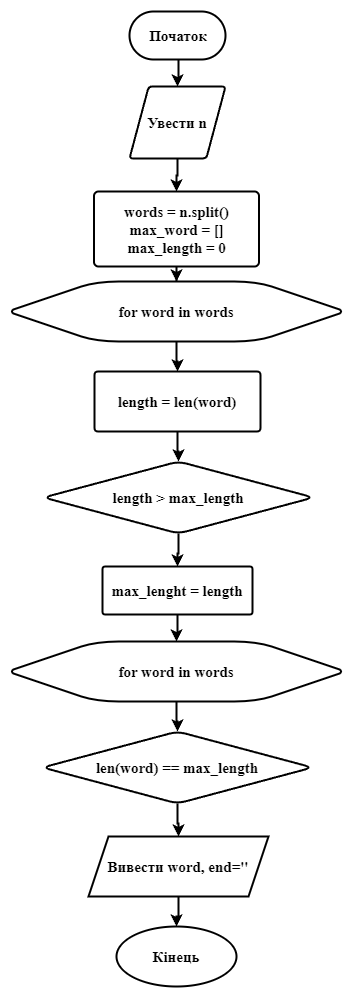 Початок
Увести n
words = n.split()
max_word = []
max_length = 0
for word in words
length = len(word)
length > max_length
max_lenght = length
for word in words
len(word) == max_length
Вивести word, end=''
Кінець